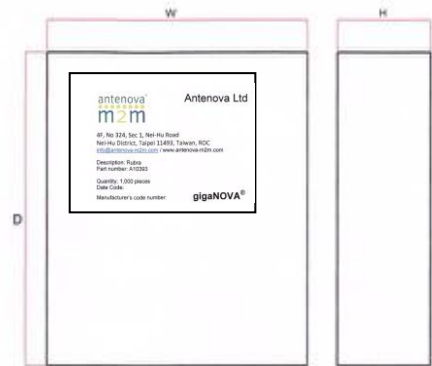 W
H
antenova®
m2m
Antenova Ltd
4F, No 324, Sec 1, Nei-Hu Road
Nei-Hu District, Taipei 11493, Taiwan, ROC
info@antenova-m2m.com / www.antenova-m2m.com
Description: Rubra
Part number: A10393
Quantity: 1,000 pieces
Date Code:
Manufacturer's code number:
gigaNOVA®
D